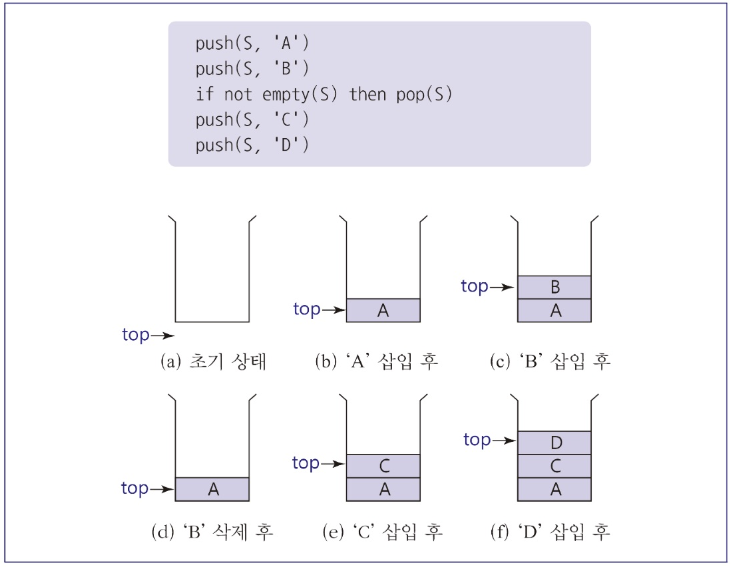 push(S, 'A')
push(S, 'B')
if not empty(S) then pop(S)
push(S, 'C')
push(S, 'D')
top
(a) 초기 상태
top
A
(b) ‘A’ 삽입 후
top
B
A
(c) ‘B’ 삽입 후
top
A
(d) ‘B’ 삭제 후
top
C
A
(e) ‘C’ 삽입 후
top
D
C
A
(f) ‘D’ 삽입 후